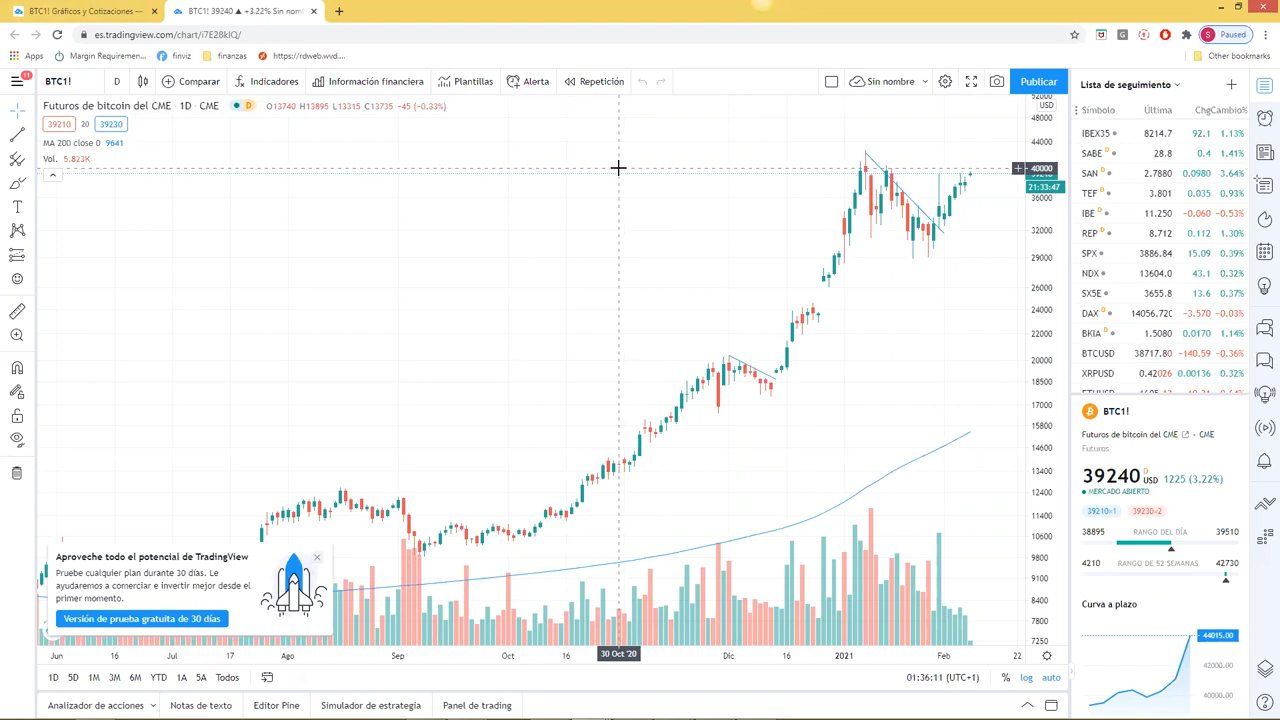 BTC1! Gráficos y Cotizaciones —
BTC1! 39240 ▲ +3.22% Sin nom
es.tradingview.com/chart/i7E28kIQ/
S Paused
Apps
Margin Requiremen...
finviz
finanzas
https://rdweb.wvd....
Other bookmarks
11
BTC1!
D
Comparar
Indicadores
Información financiera
Plantillas
Alerta
Repetición
Sin nombre
Publicar
Futuros de bitcoin del CME · 1D · CME
D
O13740 H13895 L13315 C13735 −45 (−0.33%)
39210 20 39230
MA 200 close 0 9641
Vol. 5.823K
USD
48000
44000
40000
21:33:47
36000
32000
29000
26000
24000
22000
20000
18500
17000
15800
14600
13400
12400
11400
10600
9800
9100
8400
7800
7250
Aproveche todo el potencial de TradingView
Pruebe cualquier plan durante 30 días. Le
ayudaremos a comerciar e invertir mejor desde el
primer momento.
Versión de prueba gratuita de 30 días
Jun 16 Jul 17 Ago Sep Oct 16 30 Oct '20 Dic 16 2021 Feb 22
1D 5D 1M 3M 6M YTD 1A 5A Todos
01:36:11 (UTC+1) % log auto
Analizador de acciones
Notas de texto
Editor Pine
Simulador de estrategia
Panel de trading
Lista de seguimiento
Símbolo Última Chg Cambio%
IBEX35 8214.7 92.1 1.13%
SABE D 28.8 0.4 1.41%
SAN D 2.7880 0.0980 3.64%
TEF D 3.801 0.035 0.93%
IBE D 11.250 −0.060 −0.53%
REP D 8.712 0.112 1.30%
SPX 3886.84 15.09 0.39%
NDX 13604.0 43.1 0.32%
SX5E 3655.8 13.6 0.37%
DAX D 14056.720 −3.570 −0.03%
BKIA D 1.5080 0.0170 1.14%
BTCUSD 38717.80 −140.59 −0.36%
XRPUSD 0.42026 0.00136 0.32%
BTC1!
Futuros de bitcoin del CME · CME
Futuros
39240 D USD 1225 (3.22%)
MERCADO ABIERTO
39210×1 39230×2
38895 RANGO DEL DÍA 39510
4210 RANGO DE 52 SEMANAS 42730
Curva a plazo
44015.00
42000.00
40000.00